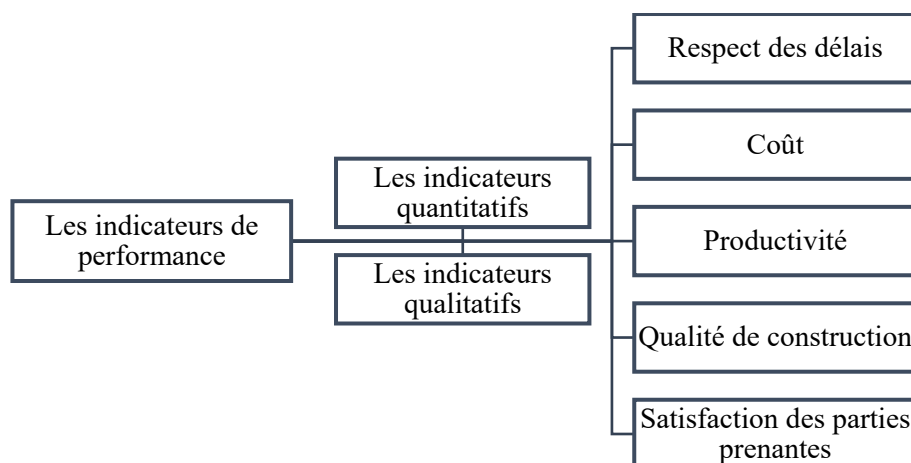 Les indicateurs de
performance
Les indicateurs
quantitatifs
Les indicateurs
qualitatifs
Respect des délais
Coût
Productivité
Qualité de construction
Satisfaction des parties
prenantes